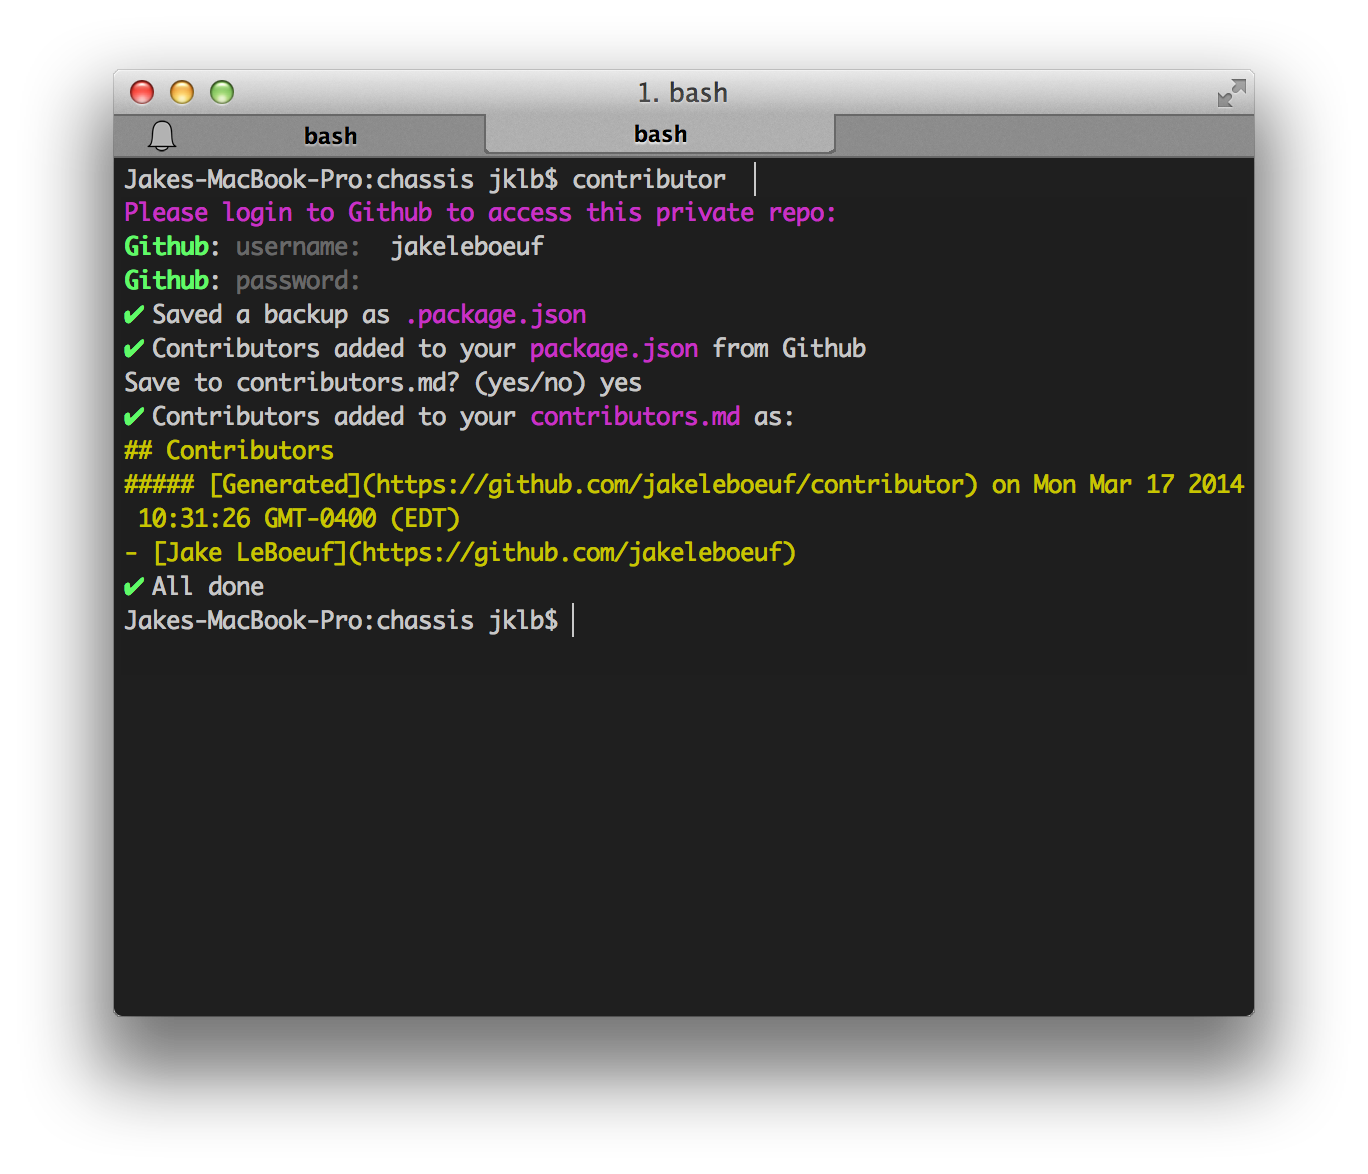 1. bash
bash bash
Jakes-MacBook-Pro:chassis jklb$ contributor
Please login to Github to access this private repo:
Github: username:  jakeleboeuf
Github: password:
✔ Saved a backup as .package.json
✔ Contributors added to your package.json from Github
Save to contributors.md? (yes/no) yes
✔ Contributors added to your contributors.md as:
## Contributors
##### [Generated](https://github.com/jakeleboeuf/contributor) on Mon Mar 17 2014
10:31:26 GMT-0400 (EDT)
- [Jake LeBoeuf](https://github.com/jakeleboeuf)
✔ All done
Jakes-MacBook-Pro:chassis jklb$